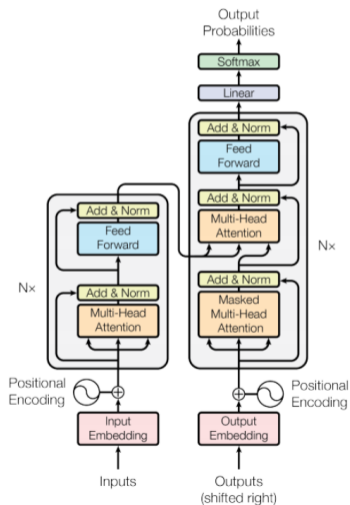 Output
Probabilities
Softmax
Linear
Add & Norm
Feed
Forward
Add & Norm
Multi-Head
Attention
N×
Add & Norm
Masked
Multi-Head
Attention
Add & Norm
Feed
Forward
N×
Add & Norm
Multi-Head
Attention
Positional
Encoding
Positional
Encoding
Input
Embedding
Output
Embedding
Inputs
Outputs
(shifted right)